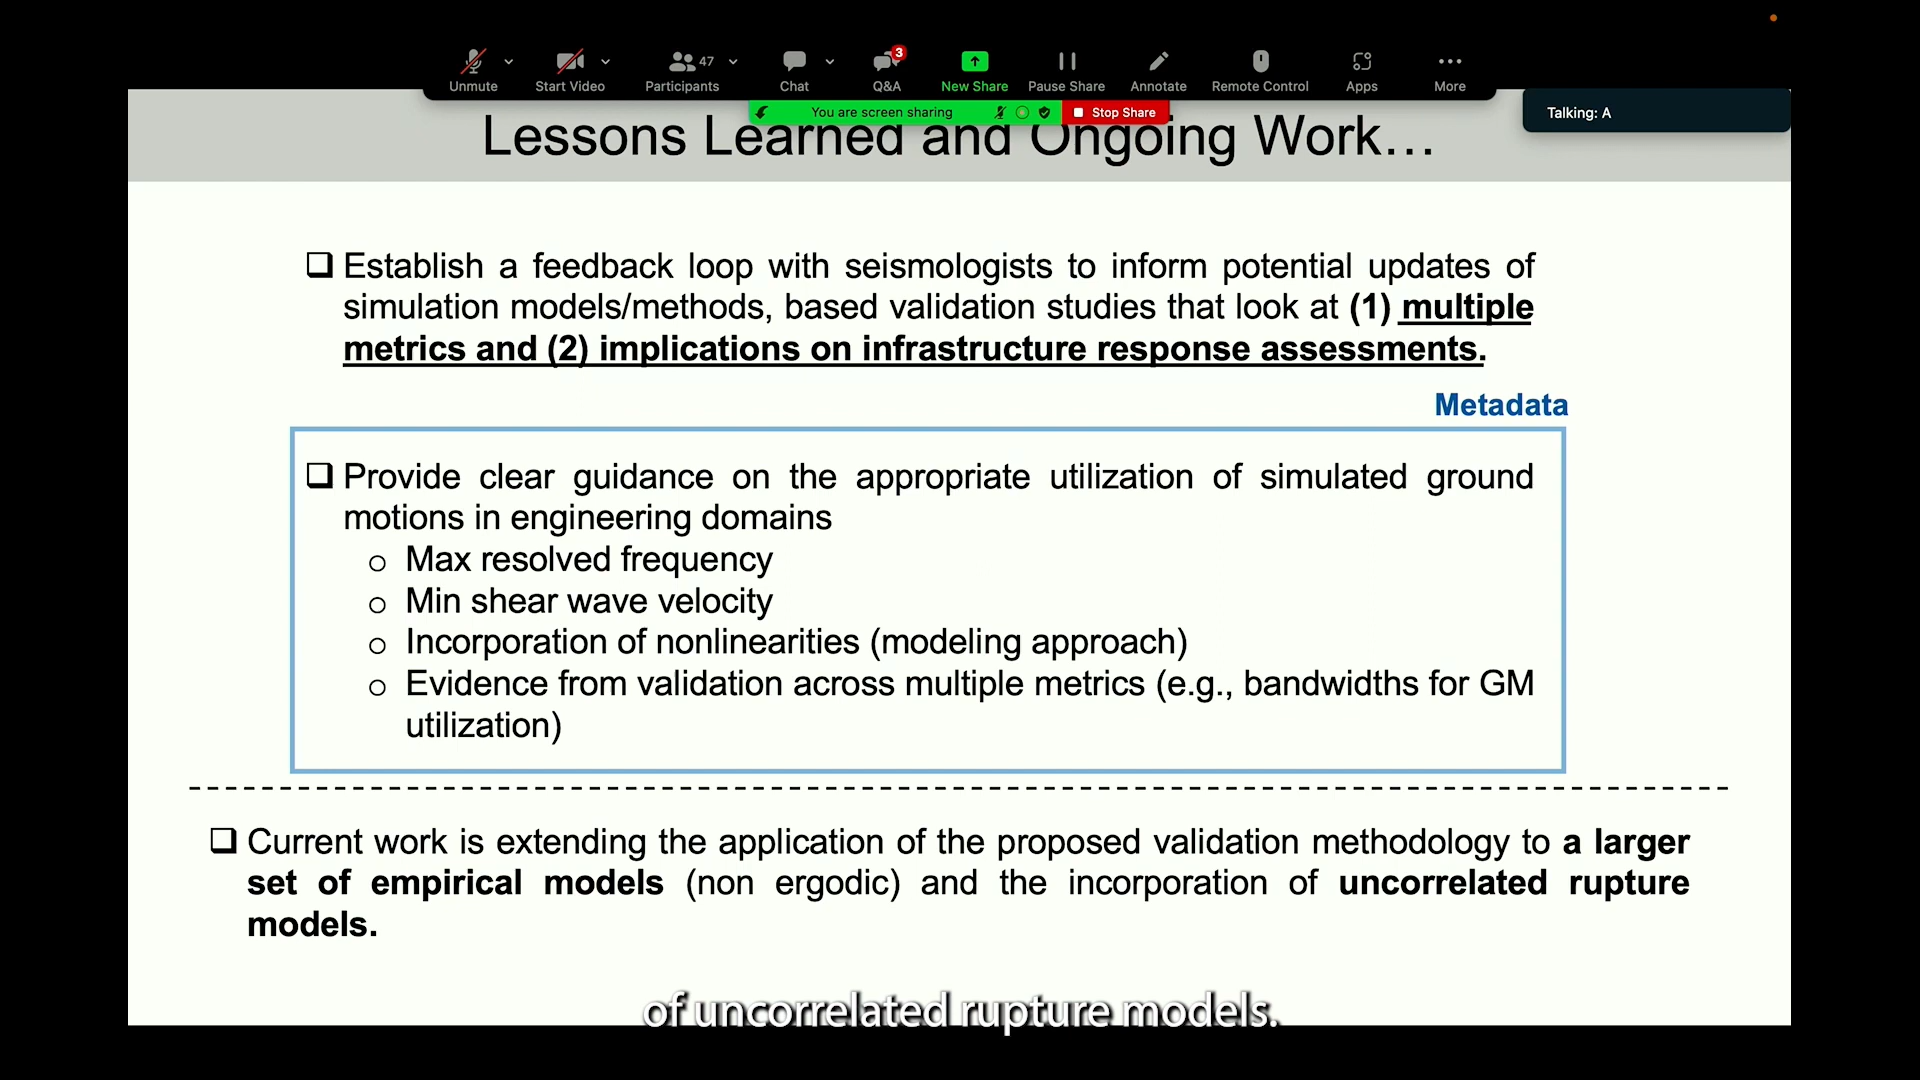 47
3
Unmute
Start Video
Participants
Chat
Q&A
New Share
Pause Share
Annotate
Remote Control
Apps
More
You are screen sharing
Stop Share
Talking: A
Lessons Learned and Ongoing Work...
Establish a feedback loop with seismologists to inform potential updates of
simulation models/methods, based validation studies that look at (1) multiple
metrics and (2) implications on infrastructure response assessments.
Metadata
Provide clear guidance on the appropriate utilization of simulated ground
motions in engineering domains
Max resolved frequency
Min shear wave velocity
Incorporation of nonlinearities (modeling approach)
Evidence from validation across multiple metrics (e.g., bandwidths for GM
utilization)
Current work is extending the application of the proposed validation methodology to a larger
set of empirical models (non ergodic) and the incorporation of uncorrelated rupture
models.
of uncorrelated rupture models.